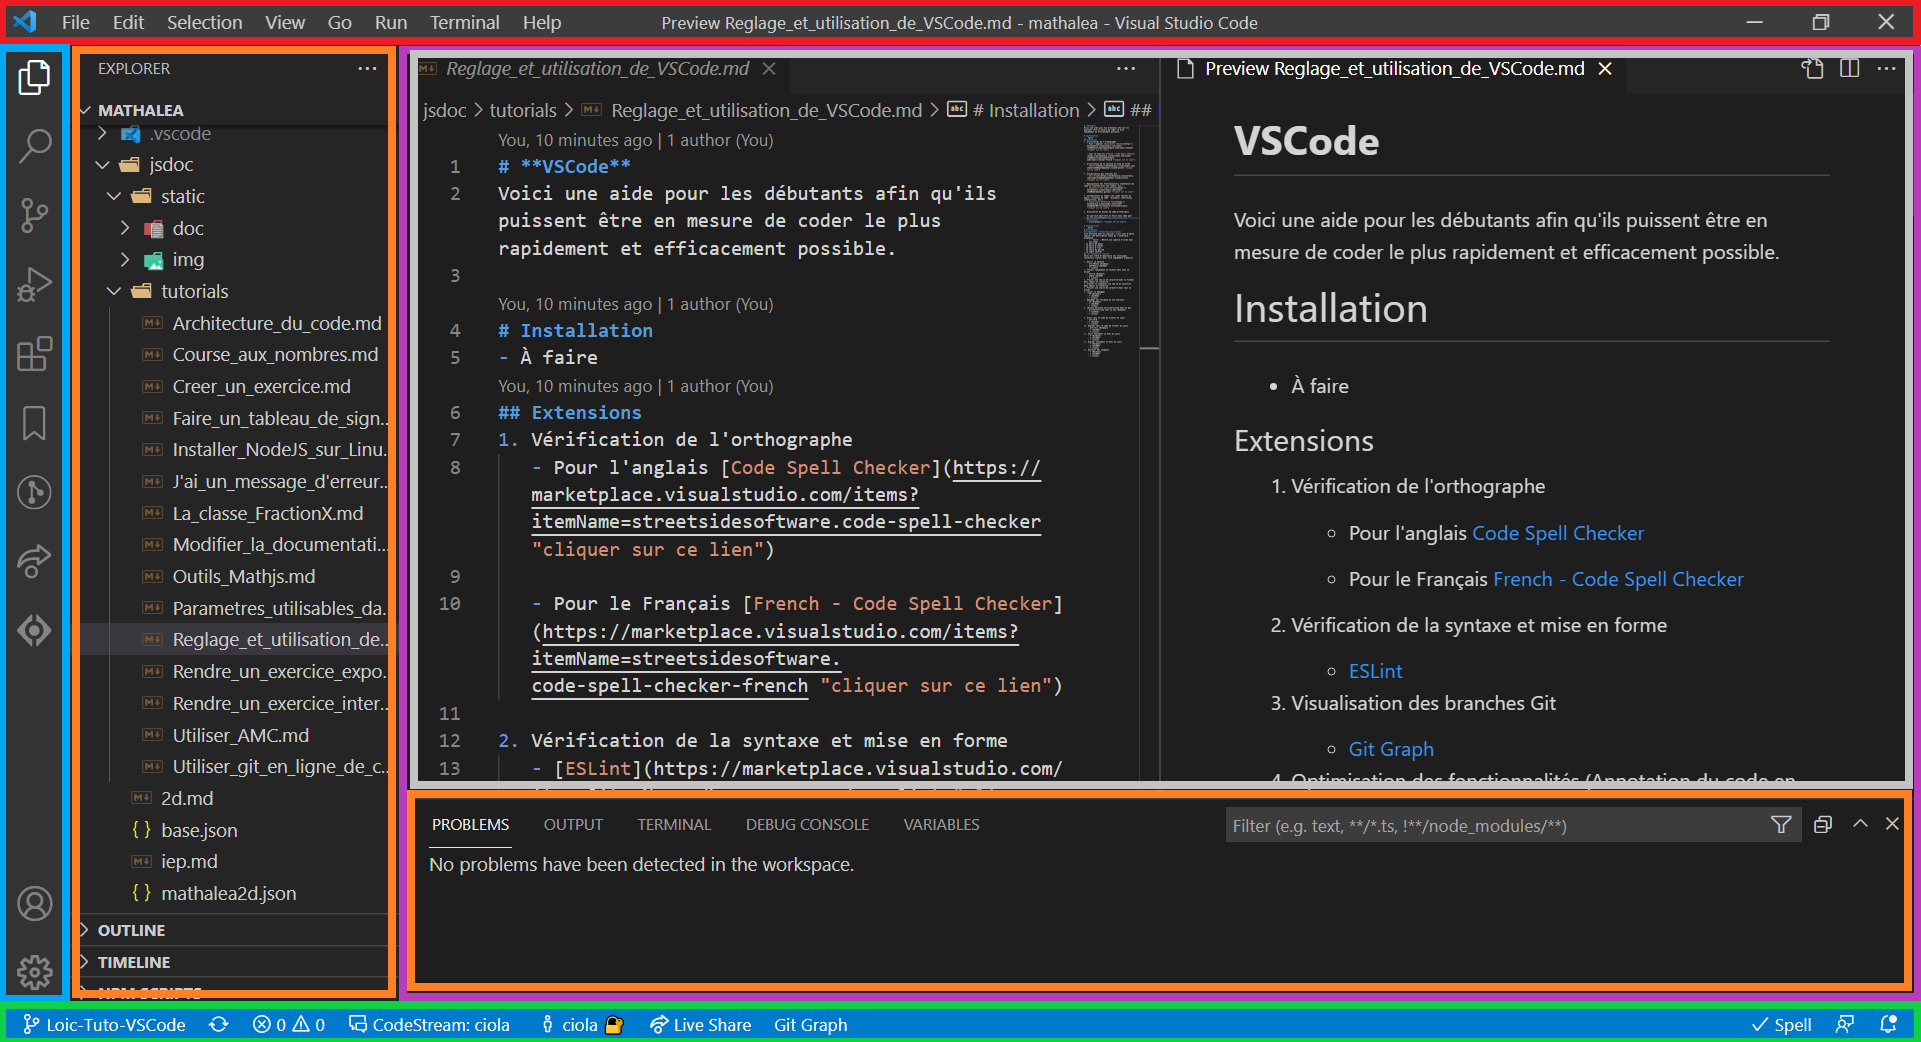 File Edit Selection View Go Run Terminal Help
Preview Reglage_et_utilisation_de_VSCode.md - mathalea - Visual Studio Code
EXPLORER
MATHALEA
.vscode
jsdoc
static
doc
img
tutorials
Architecture_du_code.md
Course_aux_nombres.md
Creer_un_exercice.md
Faire_un_tableau_de_sign...
Installer_NodeJS_sur_Linu...
J'ai_un_message_d'erreur...
La_classe_FractionX.md
Modifier_la_documentati...
Outils_Mathjs.md
Parametres_utilisables_da...
Reglage_et_utilisation_de...
Rendre_un_exercice_expo...
Rendre_un_exercice_inter...
Utiliser_AMC.md
Utiliser_git_en_ligne_de_c...
2d.md
{} base.json
iep.md
{} mathalea2d.json
OUTLINE
TIMELINE
NPM SCRIPTS
Reglage_et_utilisation_de_VSCode.md
jsdoc > tutorials > Reglage_et_utilisation_de_VSCode.md > # Installation > ##
You, 10 minutes ago | 1 author (You)
1 # **VSCode**
2 Voici une aide pour les débutants afin qu'ils
puissent être en mesure de coder le plus
rapidement et efficacement possible.
3
You, 10 minutes ago | 1 author (You)
4 # Installation
5 - À faire
You, 10 minutes ago | 1 author (You)
6 ## Extensions
7 1. Vérification de l'orthographe
8 - Pour l'anglais [Code Spell Checker](https://
marketplace.visualstudio.com/items?
itemName=streetsidesoftware.code-spell-checker
"cliquer sur ce lien")
9
10 - Pour le Français [French - Code Spell Checker]
(https://marketplace.visualstudio.com/items?
itemName=streetsidesoftware.
code-spell-checker-french "cliquer sur ce lien")
11
12 2. Vérification de la syntaxe et mise en forme
13 - [ESLint](https://marketplace.visualstudio.com/
Preview Reglage_et_utilisation_de_VSCode.md
VSCode
Voici une aide pour les débutants afin qu'ils puissent être en
mesure de coder le plus rapidement et efficacement possible.
Installation
• À faire
Extensions
1. Vérification de l'orthographe
◦ Pour l'anglais Code Spell Checker
◦ Pour le Français French - Code Spell Checker
2. Vérification de la syntaxe et mise en forme
◦ ESLint
3. Visualisation des branches Git
◦ Git Graph
4. Optimisation des fonctionnalités (Annotation du code en
PROBLEMS OUTPUT TERMINAL DEBUG CONSOLE VARIABLES
Filter (e.g. text, **/*.ts, !**/node_modules/**)
No problems have been detected in the workspace.
Loic-Tuto-VSCode 0 0 CodeStream: ciola ciola Live Share Git Graph
Spell